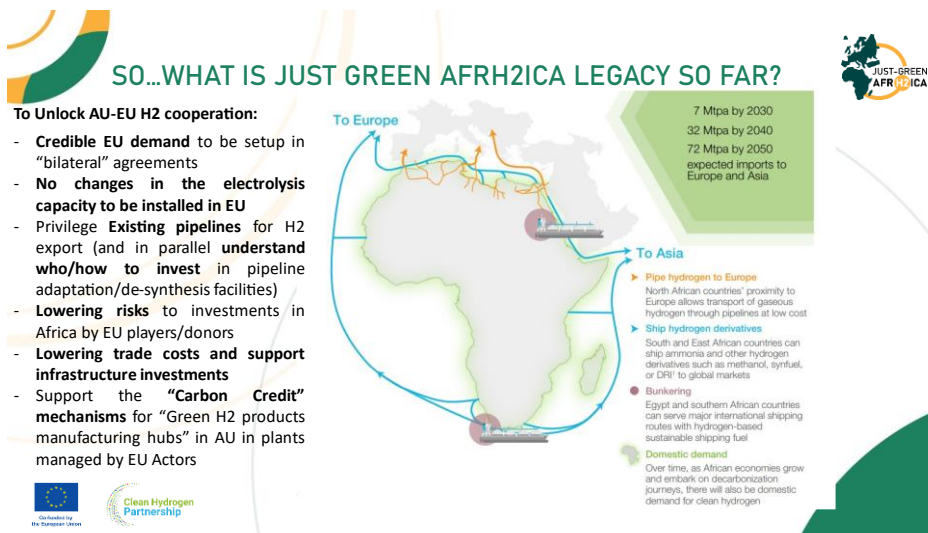 SO...WHAT IS JUST GREEN AFRH2ICA LEGACY SO FAR?
JUST-GREEN
AFRH2ICA
To Unlock AU-EU H2 cooperation:
- Credible EU demand to be setup in
“bilateral” agreements
- No changes in the electrolysis
capacity to be installed in EU
- Privilege Existing pipelines for H2
export (and in parallel understand
who/how to invest in pipeline
adaptation/de-synthesis facilities)
- Lowering risks to investments in
Africa by EU players/donors
- Lowering trade costs and support
infrastructure investments
- Support the “Carbon Credit”
mechanisms for “Green H2 products
manufacturing hubs” in AU in plants
managed by EU Actors
To Europe
7 Mtpa by 2030
32 Mtpa by 2040
72 Mtpa by 2050
expected imports to
Europe and Asia
To Asia
Pipe hydrogen to Europe
North African countries' proximity to
Europe allows transport of gaseous
hydrogen through pipelines at low cost
Ship hydrogen derivatives
South and East African countries can
ship ammonia and other hydrogen
derivatives such as methanol, synfuel,
or DRI¹ to global markets
Bunkering
Egypt and southern African countries
can serve major international shipping
routes with hydrogen-based
sustainable shipping fuel
Domestic demand
Over time, as African economies grow
and embark on decarbonization
journeys, there will also be domestic
demand for clean hydrogen
Co-funded by
the European Union
Clean Hydrogen
Partnership